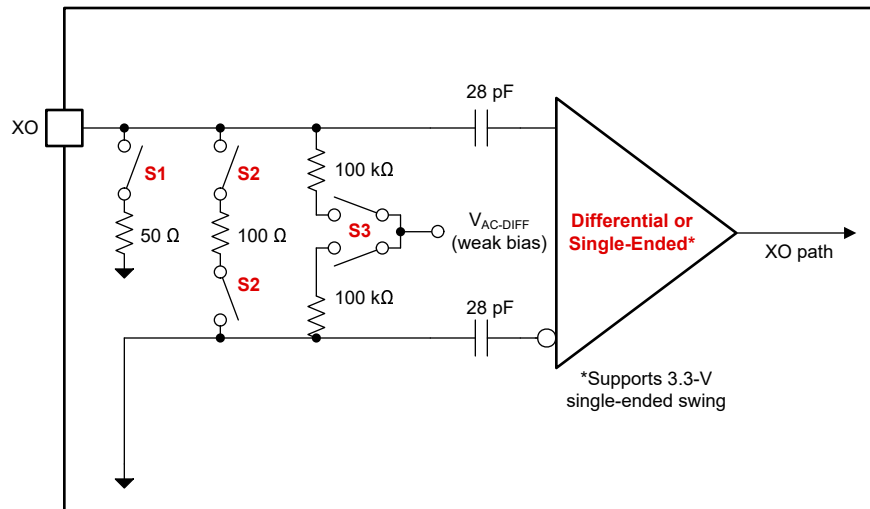 28 pF
XO
S1
S2
100 kΩ
50 Ω
100 Ω
S3
V_AC-DIFF
(weak bias)
Differential or
Single-Ended*
XO path
S2
100 kΩ
28 pF
*Supports 3.3-V
single-ended swing